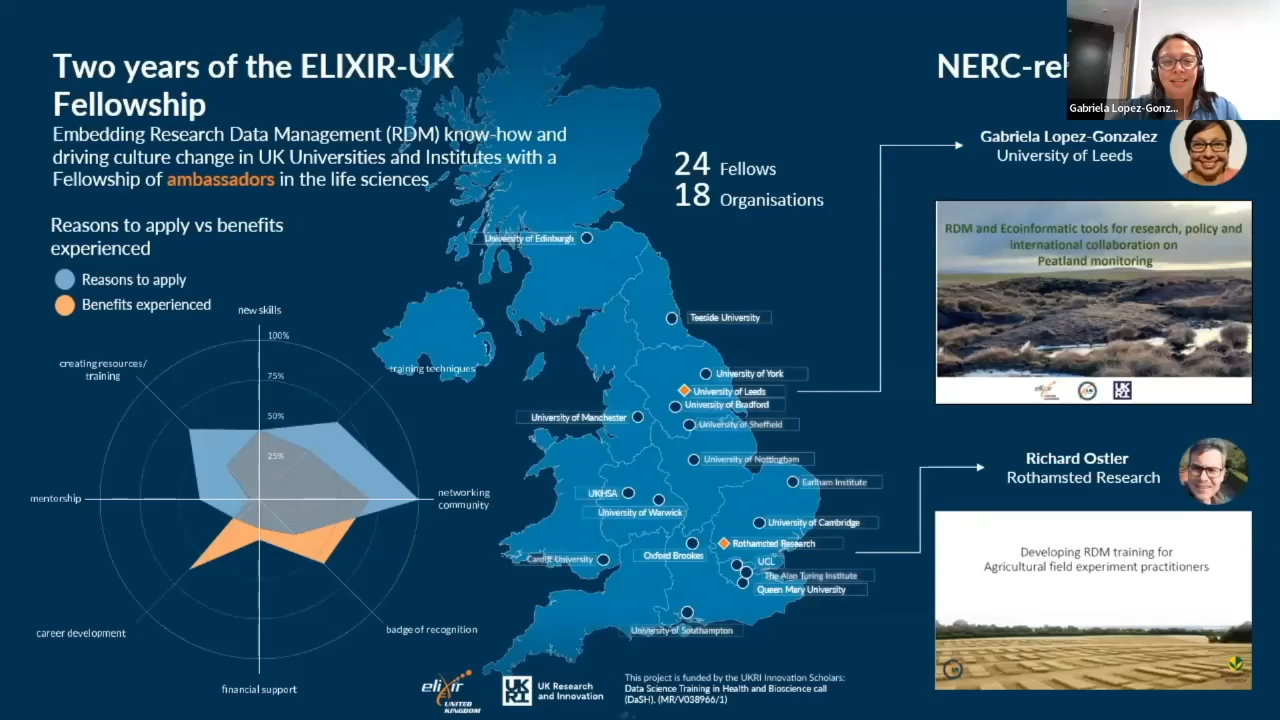 Two years of the ELIXIR-UK
Fellowship
Embedding Research Data Management (RDM) know-how and
driving culture change in UK Universities and Institutes with a
Fellowship of ambassadors in the life sciences
Reasons to apply vs benefits
experienced
Reasons to apply
Benefits experienced
new skills
100%
75%
50%
25%
creating resources/
training
training techniques
mentorship
networking
community
career development
badge of recognition
financial support
24 Fellows
18 Organisations
University of Edinburgh
Teeside University
University of York
University of Leeds
University of Bradford
University of Manchester
University of Sheffield
University of Nottingham
Earlham Institute
UKHSA
University of Warwick
University of Cambridge
Rothamsted Research
Oxford Brookes
Cardiff University
UCL
The Alan Turing Institute
Queen Mary University
University of Southampton
elixir
UNITED
KINGDOM
UK
RI
UK Research
and Innovation
This project is funded by the UKRI Innovation Scholars:
Data Science Training in Health and Bioscience call
(DaSH), (MR/V038966/1)
NERC-rel
Gabriela Lopez-Gonz...
Gabriela Lopez-Gonzalez
University of Leeds
RDM and Ecoinformatic tools for research, policy and
international collaboration on
Peatland monitoring
elixir
UK
RI
Richard Ostler
Rothamsted Research
Developing RDM training for
Agricultural field experiment practitioners